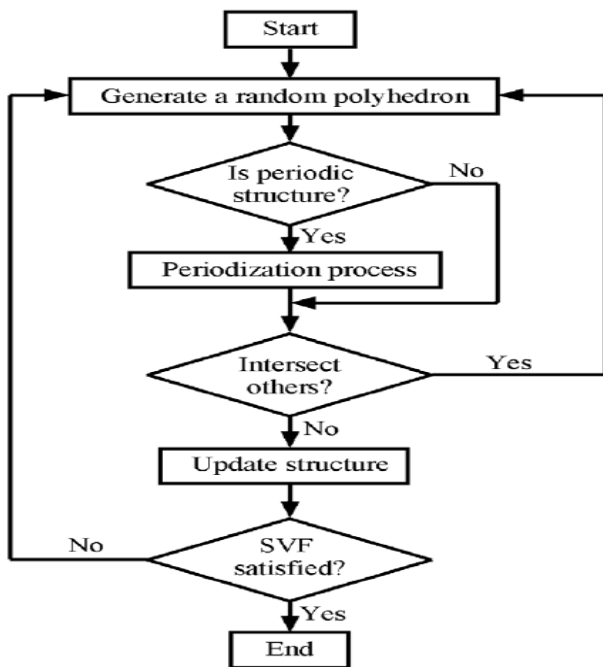 Start
Generate a random polyhedron
Is periodic
structure?
No
Yes
Periodization process
Intersect
others?
Yes
No
Update structure
SVF
satisfied?
No
Yes
End